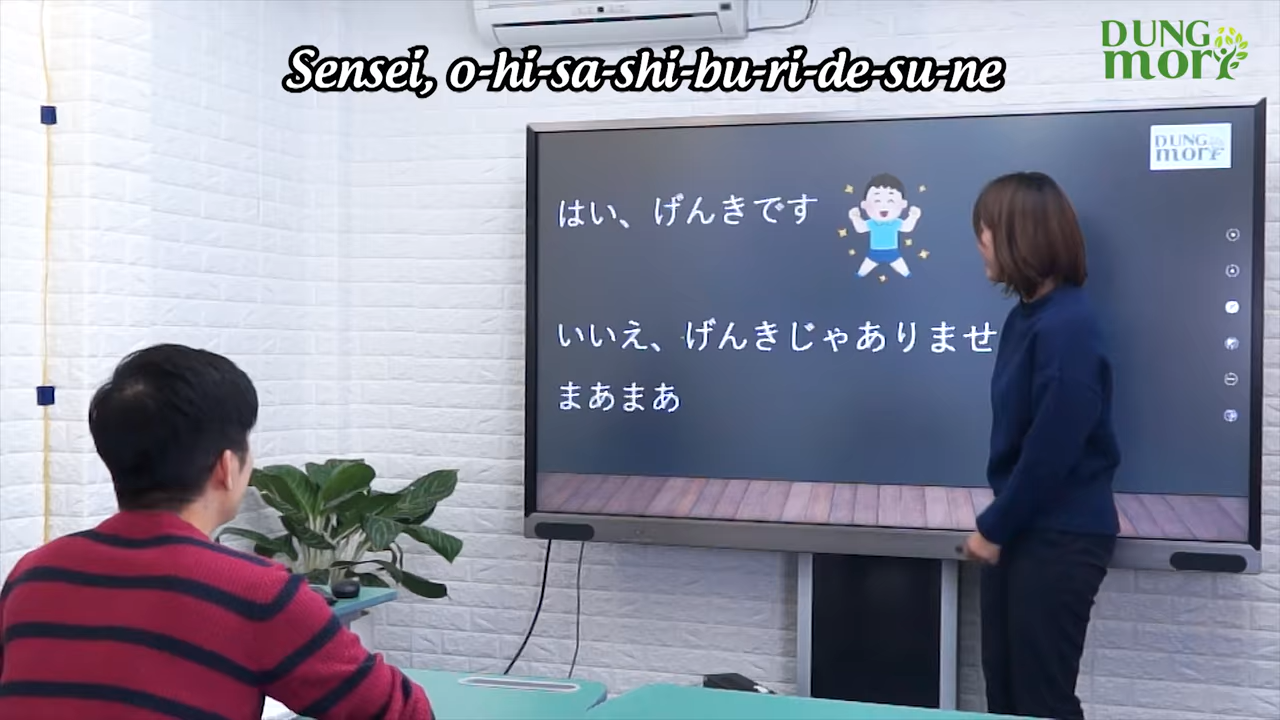 Sensei, o-hi-sa-shi-bu-ri-de-su-ne
DUNG
mori
DUNG
mori
はい、げんきです
いいえ、げんきじゃありませ
まあまあ